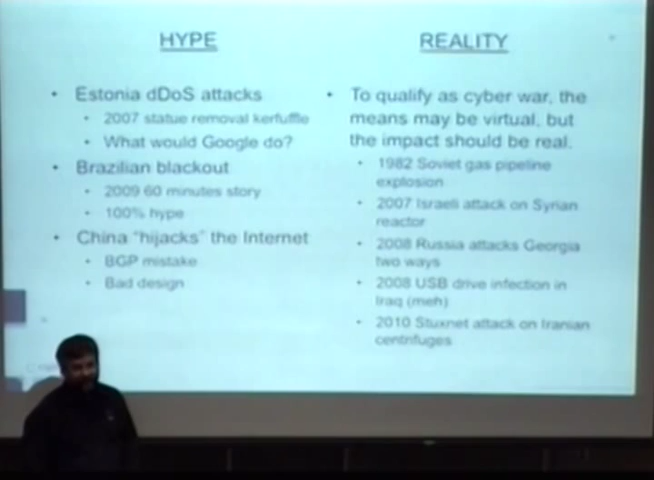 HYPE
Estonia dDoS attacks
2007 statue removal kerfuffle
What would Google do?
Brazilian blackout
2009 60 minutes story
100% hype
China "hijacks" the Internet
BGP mistake
Bad design
REALITY
To qualify as cyber war, the
means may be virtual, but
the impact should be real.
1982 Soviet gas pipeline
explosion
2007 Israeli attack on Syrian
reactor
2008 Russia attacks Georgia
two ways
2008 USB drive infection in
Iraq (meh)
2010 Stuxnet attack on Iranian
centrifuges